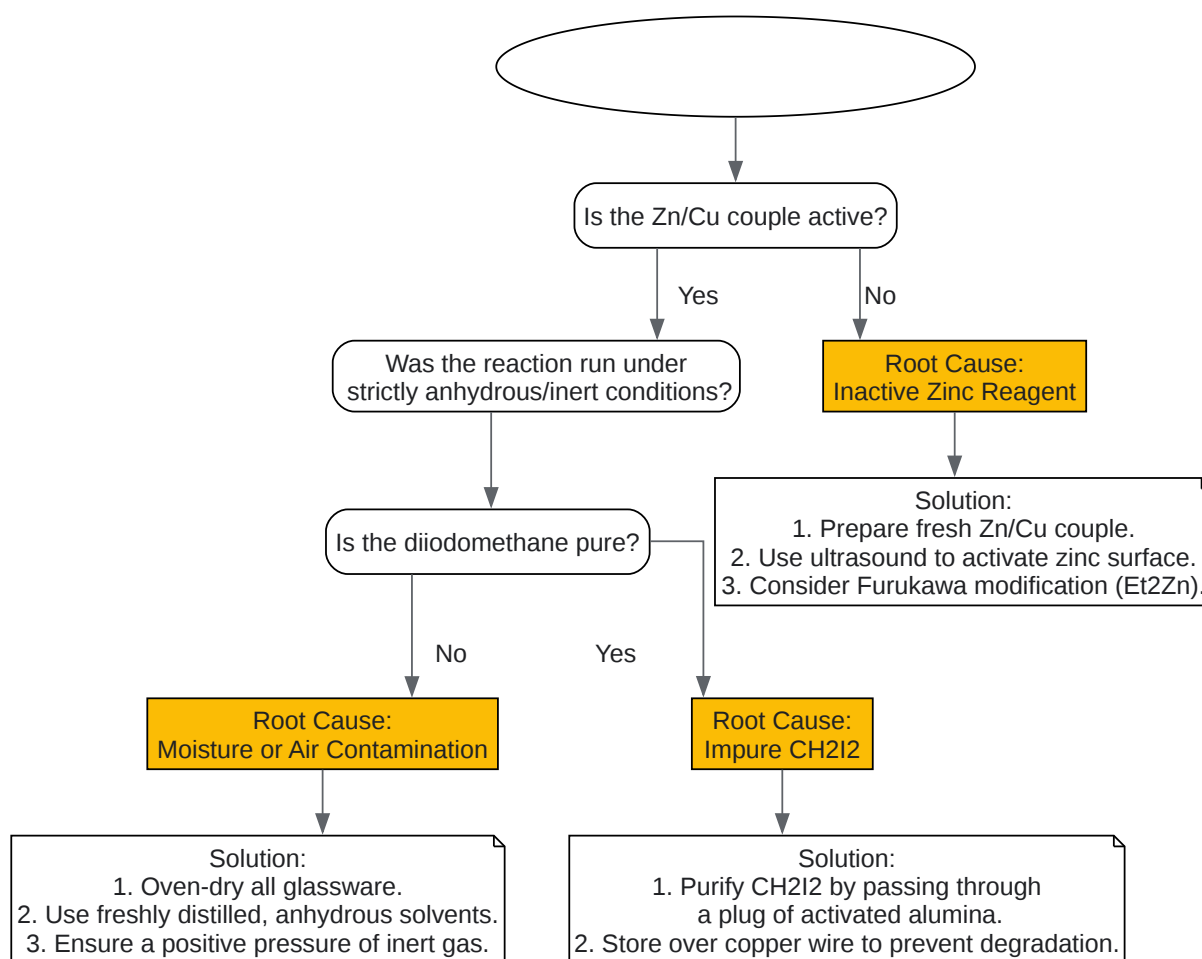 Is the Zn/Cu couple active?
Yes
No
Was the reaction run under
strictly anhydrous/inert conditions?
Root Cause:
Inactive Zinc Reagent
Solution:
1. Prepare fresh Zn/Cu couple.
2. Use ultrasound to activate zinc surface.
3. Consider Furukawa modification (Et2Zn).
Is the diiodomethane pure?
No
Yes
Root Cause:
Moisture or Air Contamination
Root Cause:
Impure CH2I2
Solution:
1. Oven-dry all glassware.
2. Use freshly distilled, anhydrous solvents.
3. Ensure a positive pressure of inert gas.
Solution:
1. Purify CH2I2 by passing through
a plug of activated alumina.
2. Store over copper wire to prevent degradation.